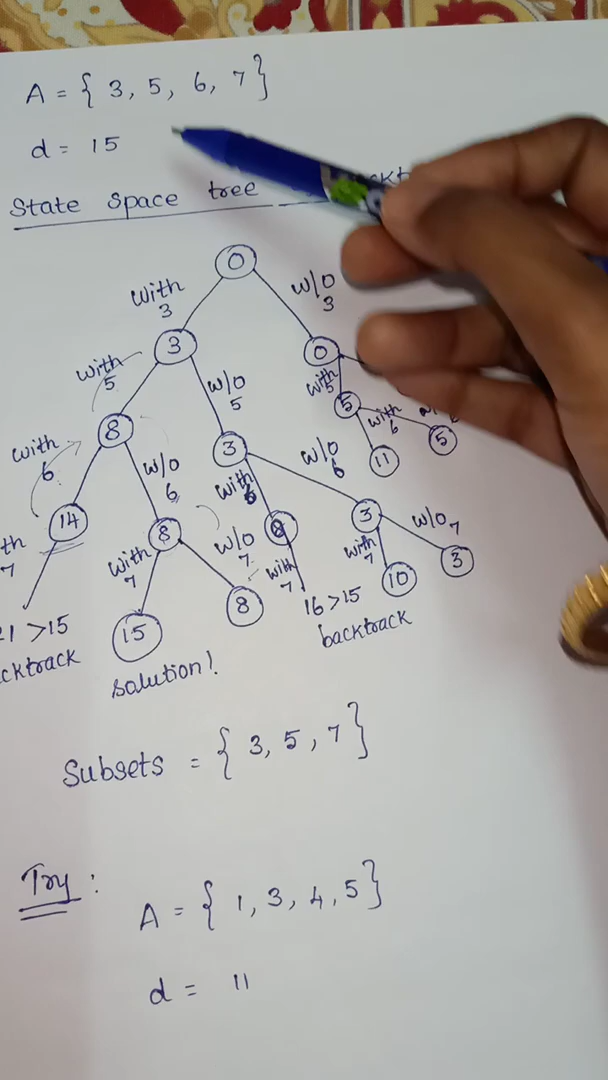 A = { 3, 5, 6, 7 }
d = 15
State Space tree
0
With 3
w/o 3
3
0
With 5
w/o 5
with 5
8
3
5
With 6
w/o 6
With 6
w/o 6
with 6
5
11
14
8
3
With 7
w/o 7
with 7
with 7
w/o 7
15
8
10
3
21 > 15
16 > 15
backtrack
solution!
Subsets = { 3, 5, 7 }
Try :
A = { 1, 3, 4, 5 }
d = 11